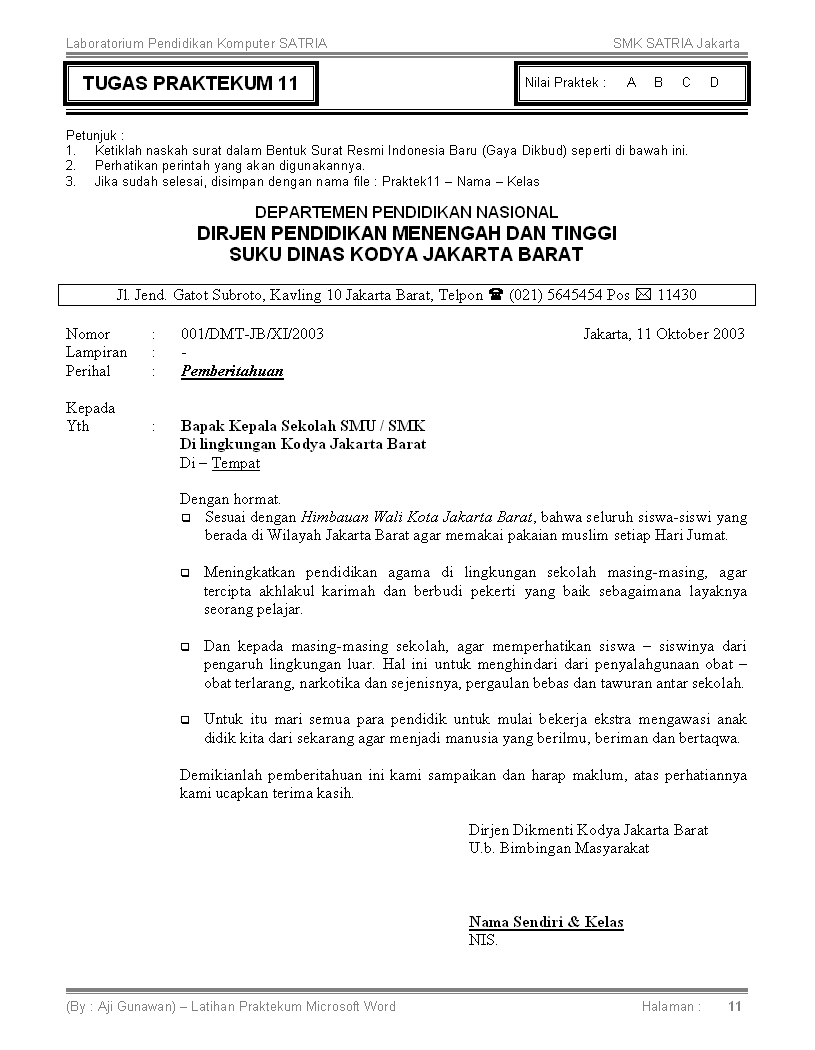 Laboratorium Pendidikan Komputer SATRIA SMK SATRIA Jakarta
TUGAS PRAKTEKUM 11
Nilai Praktek : A B C D
Petunjuk :
1. Ketiklah naskah surat dalam Bentuk Surat Resmi Indonesia Baru (Gaya Dikbud) seperti di bawah ini.
2. Perhatikan perintah yang akan digunakannya.
3. Jika sudah selesai, disimpan dengan nama file : Praktek11 – Nama – Kelas
DEPARTEMEN PENDIDIKAN NASIONAL
DIRJEN PENDIDIKAN MENENGAH DAN TINGGI
SUKU DINAS KODYA JAKARTA BARAT
Jl. Jend. Gatot Subroto, Kavling 10 Jakarta Barat, Telpon ☎ (021) 5645454 Pos ✉ 11430
Nomor : 001/DMT-JB/XI/2003 Jakarta, 11 Oktober 2003
Lampiran : -
Perihal : Pemberitahuan
Kepada
Yth : Bapak Kepala Sekolah SMU / SMK
Di lingkungan Kodya Jakarta Barat
Di – Tempat
Dengan hormat.
❑ Sesuai dengan Himbauan Wali Kota Jakarta Barat, bahwa seluruh siswa-siswi yang
berada di Wilayah Jakarta Barat agar memakai pakaian muslim setiap Hari Jumat.
❑ Meningkatkan pendidikan agama di lingkungan sekolah masing-masing, agar
tercipta akhlakul karimah dan berbudi pekerti yang baik sebagaimana layaknya
seorang pelajar.
❑ Dan kepada masing-masing sekolah, agar memperhatikan siswa – siswinya dari
pengaruh lingkungan luar. Hal ini untuk menghindari dari penyalahgunaan obat –
obat terlarang, narkotika dan sejenisnya, pergaulan bebas dan tawuran antar sekolah.
❑ Untuk itu mari semua para pendidik untuk mulai bekerja ekstra mengawasi anak
didik kita dari sekarang agar menjadi manusia yang berilmu, beriman dan bertaqwa.
Demikianlah pemberitahuan ini kami sampaikan dan harap maklum, atas perhatiannya
kami ucapkan terima kasih.
Dirjen Dikmenti Kodya Jakarta Barat
U.b. Bimbingan Masyarakat
Nama Sendiri & Kelas
NIS.
(By : Aji Gunawan) – Latihan Praktekum Microsoft Word Halaman : 11